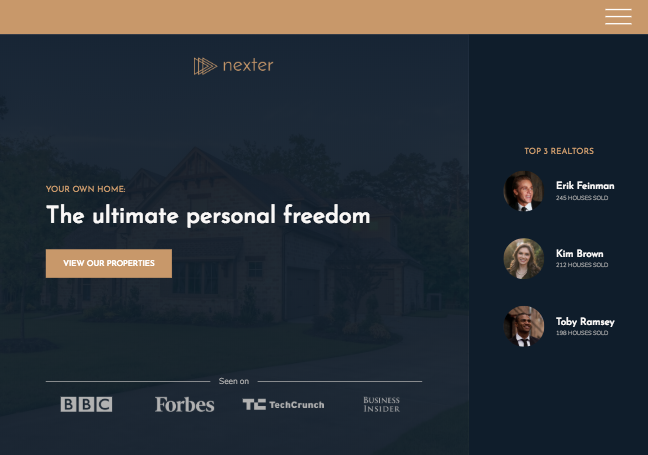 nexter
YOUR OWN HOME:
The ultimate personal freedom
VIEW OUR PROPERTIES
Seen on
BBC
Forbes
TechCrunch
BUSINESS
INSIDER
TOP 3 REALTORS
Erik Feinman
245 HOUSES SOLD
Kim Brown
212 HOUSES SOLD
Toby Ramsey
198 HOUSES SOLD